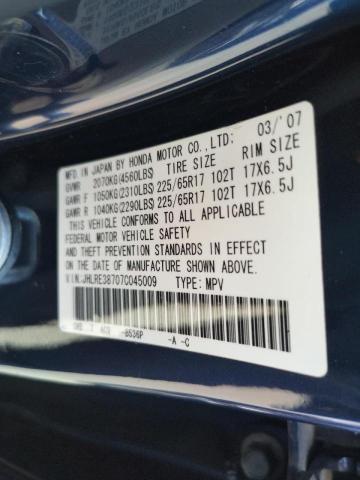 MFD. IN JAPAN BY HONDA MOTOR CO., LTD: 03/'07
GVWR 2070KG(4560LBS) TIRE SIZE RIM SIZE
GAWR F 1050KG(2310LBS) 225/65R17 102T 17X6.5J
GAWR R 1040KG(2290LBS) 225/65R17 102T 17X6.5J
THIS VEHICLE CONFORMS TO ALL APPLICABLE
FEDERAL MOTOR VEHICLE SAFETY
AND THEFT PREVENTION STANDARDS IN EFFECT
ON THE DATE OF MANUFACTURE SHOWN ABOVE.
V.I.N.:JHLRE38707C045009 TYPE: MPV
-B536P -A -C